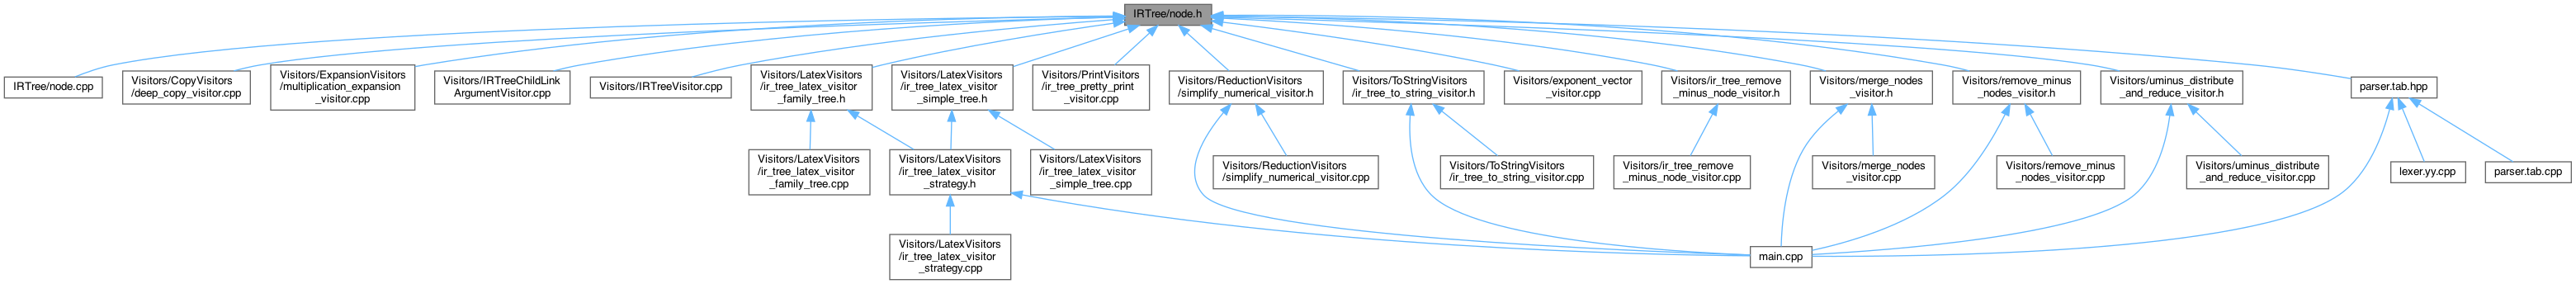 IRTree/node.h
IRTree/node.cpp
Visitors/CopyVisitors
/deep_copy_visitor.cpp
Visitors/ExpansionVisitors
/multiplication_expansion
_visitor.cpp
Visitors/IRTreeChildLink
ArgumentVisitor.cpp
Visitors/IRTreeVisitor.cpp
Visitors/LatexVisitors
/ir_tree_latex_visitor
_family_tree.h
Visitors/LatexVisitors
/ir_tree_latex_visitor
_simple_tree.h
Visitors/PrintVisitors
/ir_tree_pretty_print
_visitor.cpp
Visitors/ReductionVisitors
/simplify_numerical_visitor.h
Visitors/ToStringVisitors
/ir_tree_to_string_visitor.h
Visitors/exponent_vector
_visitor.cpp
Visitors/ir_tree_remove
_minus_node_visitor.h
Visitors/merge_nodes
_visitor.h
Visitors/remove_minus
_nodes_visitor.h
Visitors/uminus_distribute
_and_reduce_visitor.h
parser.tab.hpp
Visitors/LatexVisitors
/ir_tree_latex_visitor
_family_tree.cpp
Visitors/LatexVisitors
/ir_tree_latex_visitor
_strategy.h
Visitors/LatexVisitors
/ir_tree_latex_visitor
_simple_tree.cpp
Visitors/ReductionVisitors
/simplify_numerical_visitor.cpp
Visitors/ToStringVisitors
/ir_tree_to_string_visitor.cpp
Visitors/ir_tree_remove
_minus_node_visitor.cpp
Visitors/merge_nodes
_visitor.cpp
Visitors/remove_minus
_nodes_visitor.cpp
Visitors/uminus_distribute
_and_reduce_visitor.cpp
lexer.yy.cpp
parser.tab.cpp
Visitors/LatexVisitors
/ir_tree_latex_visitor
_strategy.cpp
main.cpp